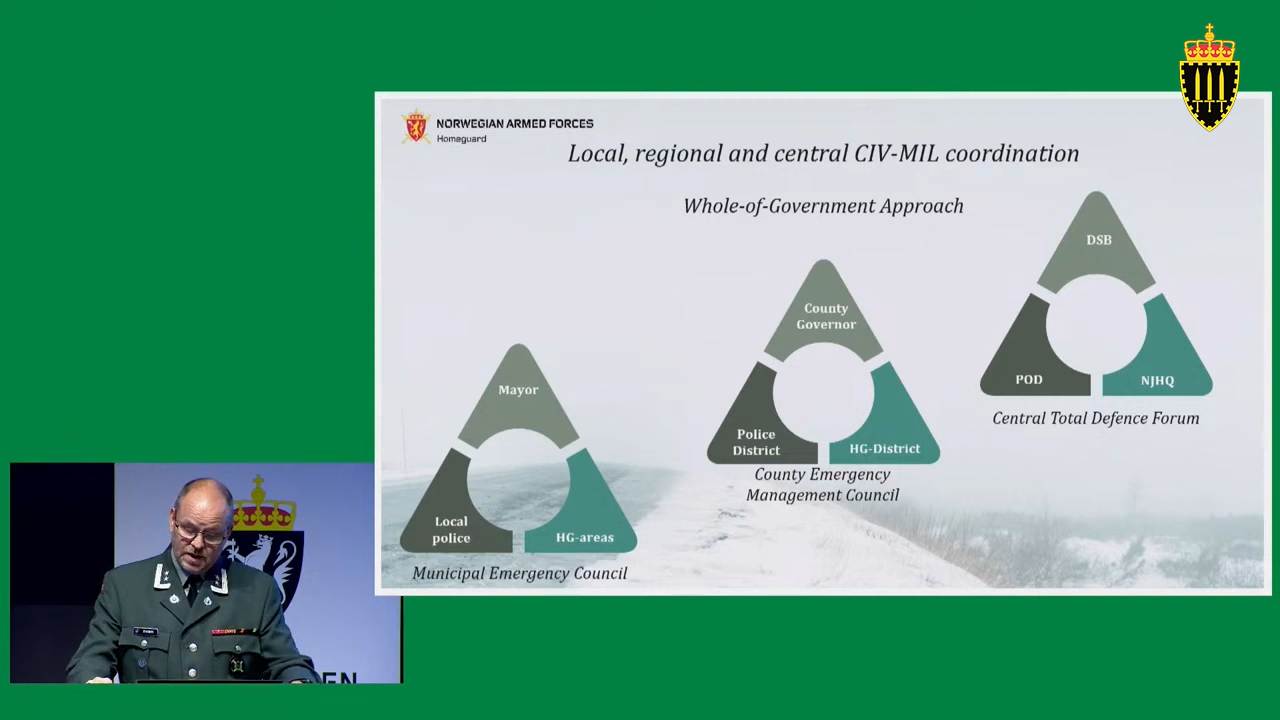 NORWEGIAN ARMED FORCES
Homeguard
Local, regional and central CIV-MIL coordination
Whole-of-Government Approach
Mayor
Local
police
HG-areas
Municipal Emergency Council
County
Governor
Police
District
HG-District
County Emergency
Management Council
DSB
POD
NJHQ
Central Total Defence Forum
EN